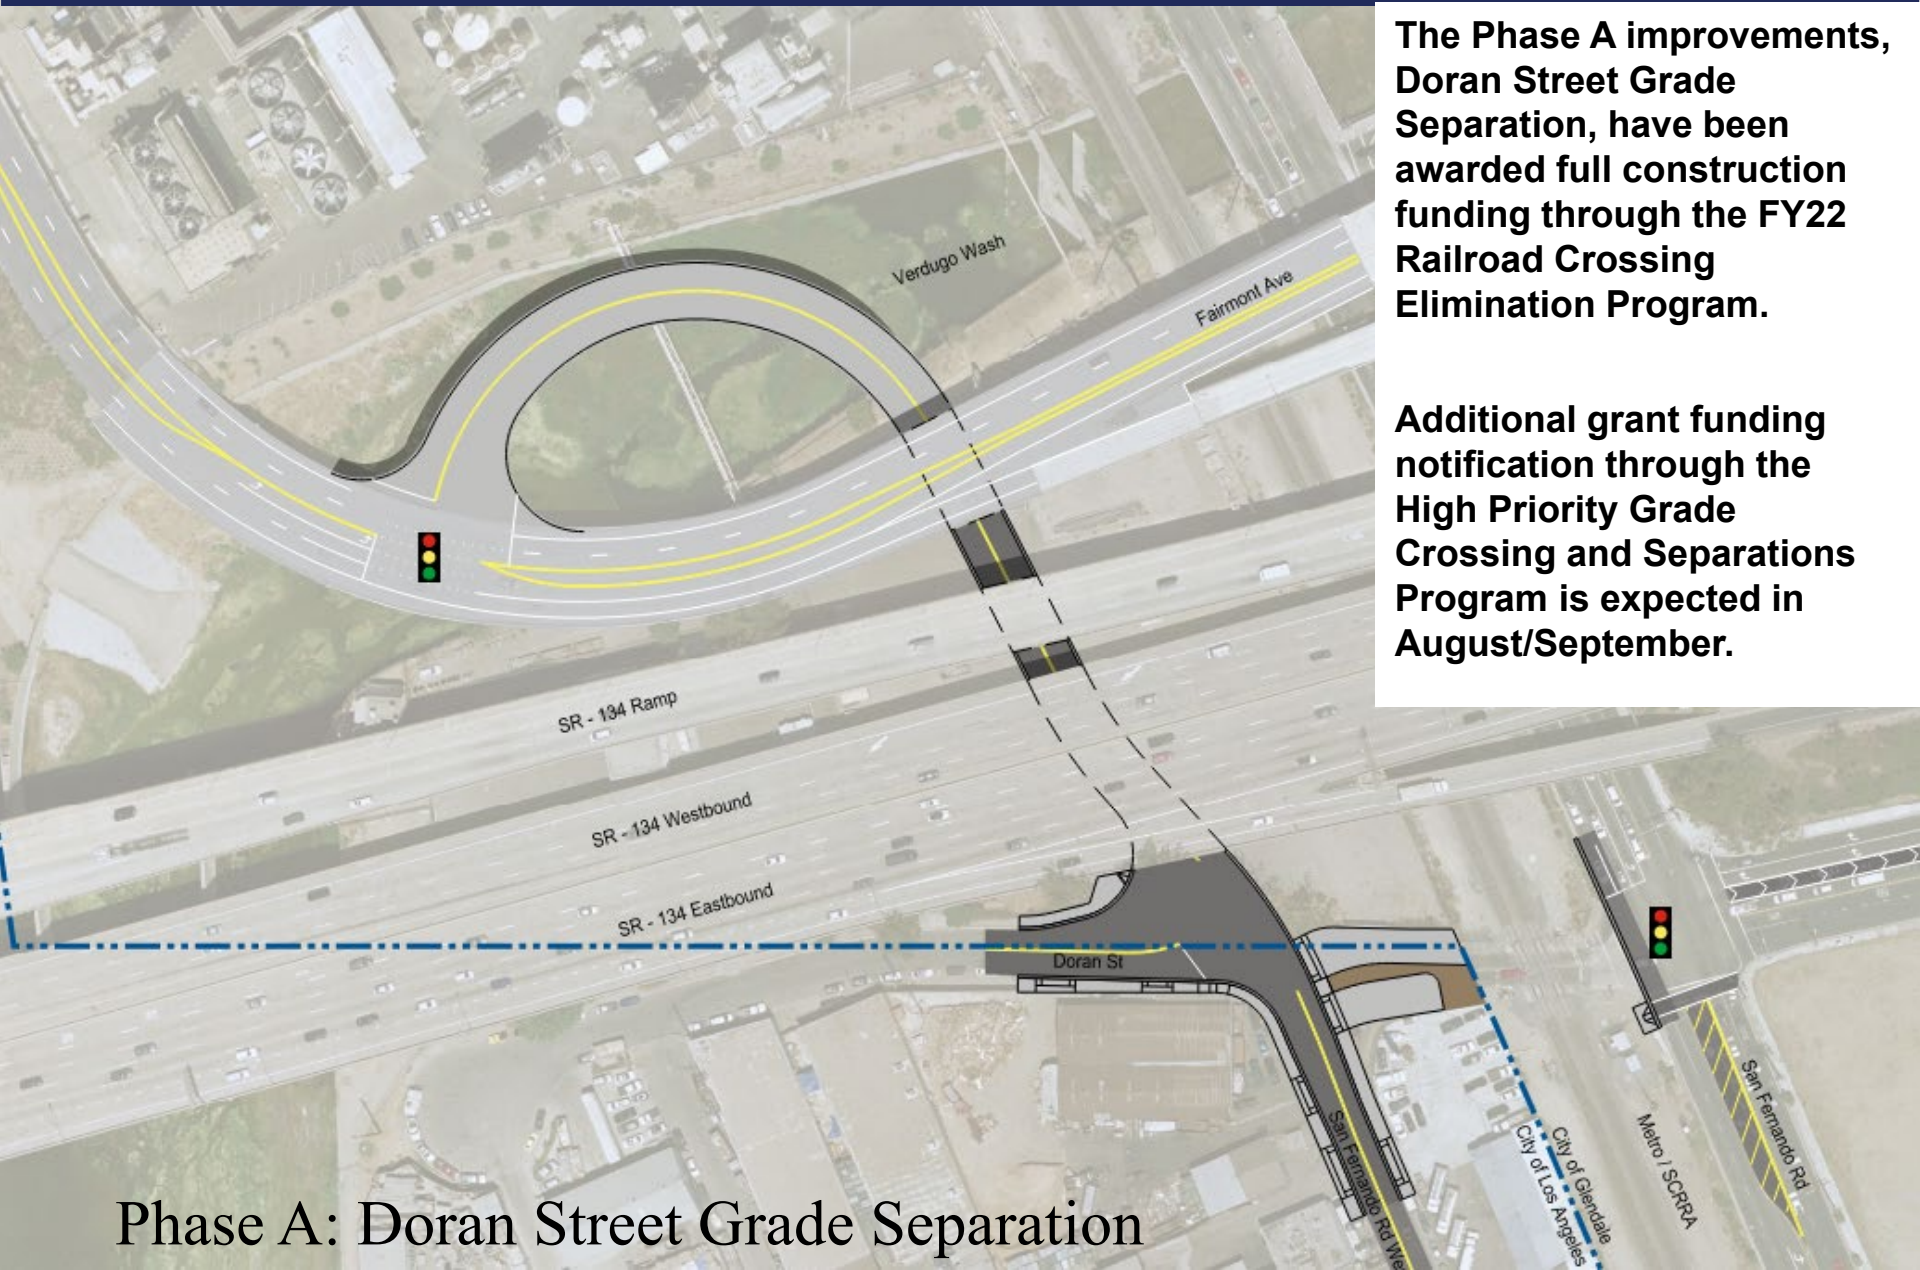 The Phase A improvements,
Doran Street Grade
Separation, have been
awarded full construction
funding through the FY22
Railroad Crossing
Elimination Program.
Additional grant funding
notification through the
High Priority Grade
Crossing and Separations
Program is expected in
August/September.
Verdugo Wash
Fairmont Ave
SR - 134 Ramp
SR - 134 Westbound
SR - 134 Eastbound
Doran St
San Fernando Rd We
City of Glendale
City of Los Angeles
Metro / SCRRA
San Fernando Rd
Phase A: Doran Street Grade Separation